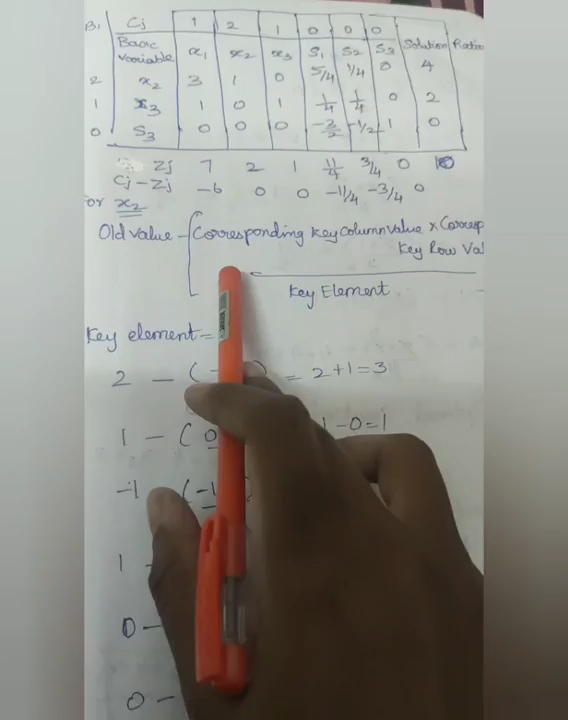 B.V Cj 1 2 1 0 0 0
Basic Variable x1 x2 x3 S1 S2 S3 Solution Ratio
2 x2 3 1 0 5/4 1/4 0 4
1 x3 1 0 1 1/4 1/4 0 2
0 S3 0 0 0 -3/2 -1/2 1 0
Zj 7 2 1 11/4 3/4 0 10
Cj-Zj -6 0 0 -11/4 -3/4 0
For x2
Old value - [Corresponding key column value x Corresp
Key Row Val
Key Element
Key element =
2 - ( = 2+1=3
1 - (0 1-0=1
-1 (-1
1 -
0 -
0 -